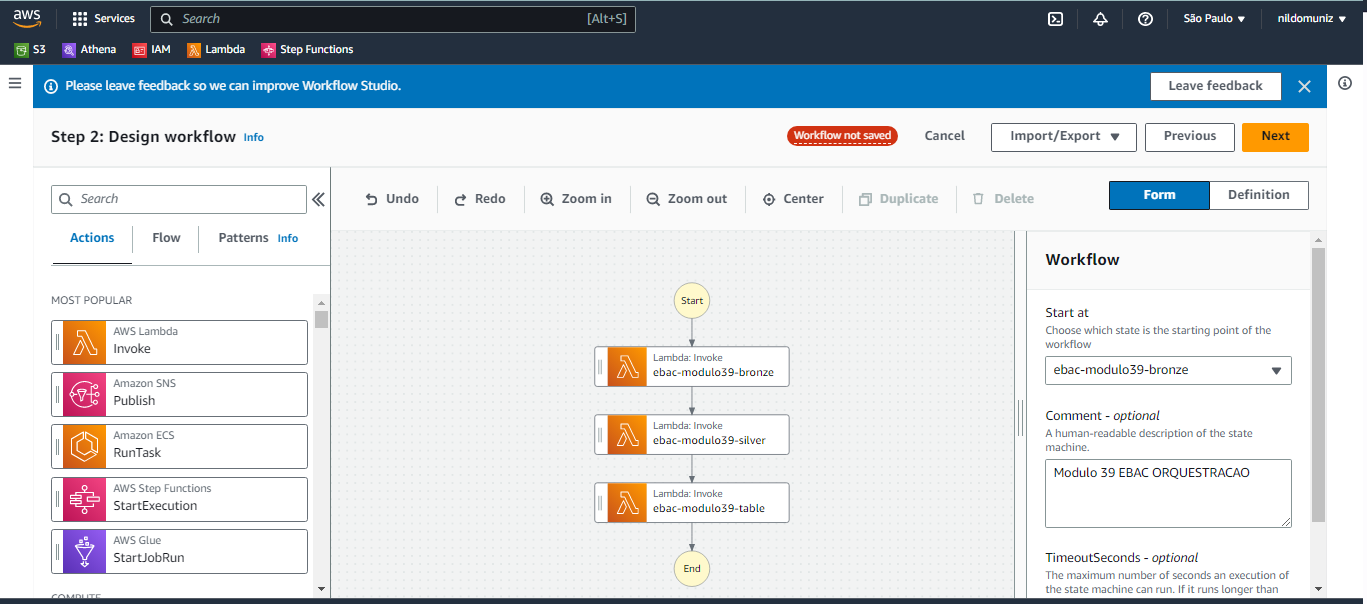 aws
Services
Search
[Alt+S]
São Paulo
nildomuniz
S3
Athena
IAM
Lambda
Step Functions
Please leave feedback so we can improve Workflow Studio.
Leave feedback
Step 2: Design workflow Info
Workflow not saved
Cancel
Import/Export
Previous
Next
Search
Undo
Redo
Zoom in
Zoom out
Center
Duplicate
Delete
Form
Definition
Actions
Flow
Patterns Info
MOST POPULAR
AWS Lambda
Invoke
Amazon SNS
Publish
Amazon ECS
RunTask
AWS Step Functions
StartExecution
AWS Glue
StartJobRun
COMPUTE
Start
Lambda: Invoke
ebac-modulo39-bronze
Lambda: Invoke
ebac-modulo39-silver
Lambda: Invoke
ebac-modulo39-table
End
Workflow
Start at
Choose which state is the starting point of the
workflow
ebac-modulo39-bronze
Comment - optional
A human-readable description of the state
machine.
Modulo 39 EBAC ORQUESTRACAO
TimeoutSeconds - optional
The maximum number of seconds an execution of
the state machine can run. If it runs longer than